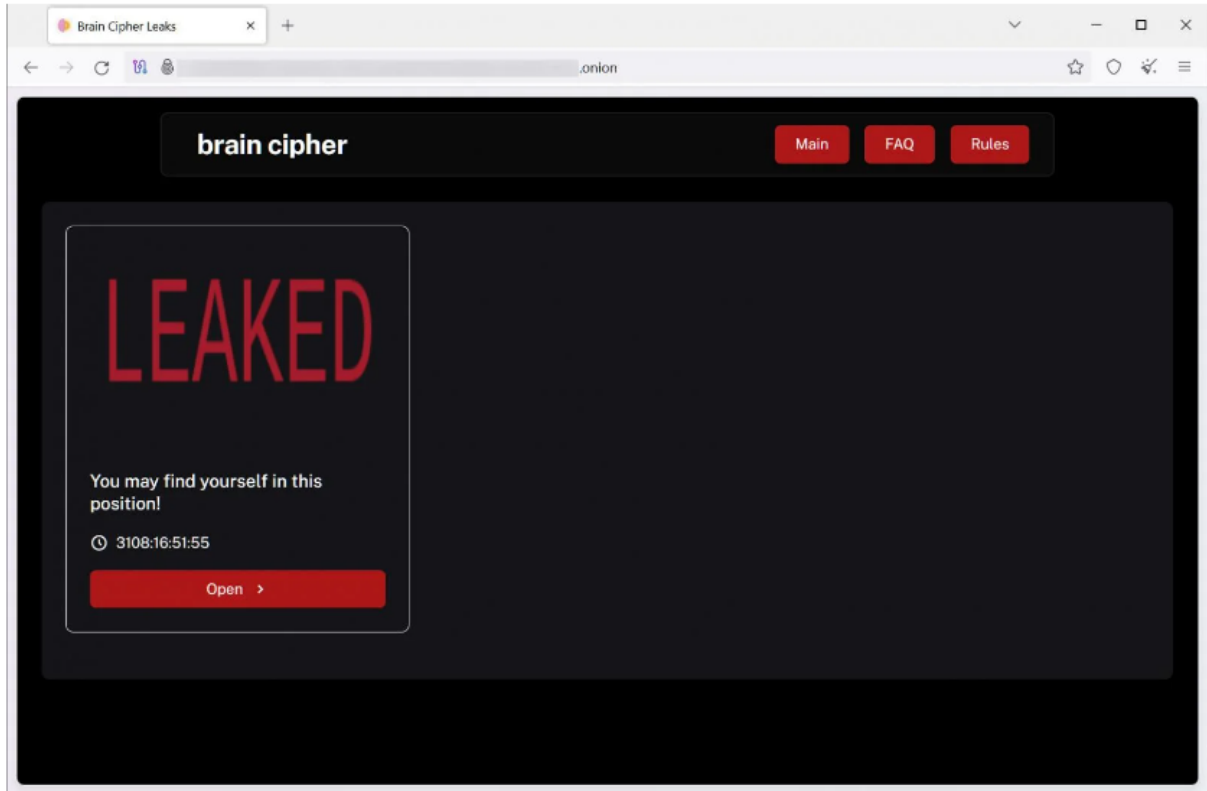 Brain Cipher Leaks
.onion
brain cipher
Main FAQ Rules
LEAKED
You may find yourself in this
position!
3108:16:51:55
Open